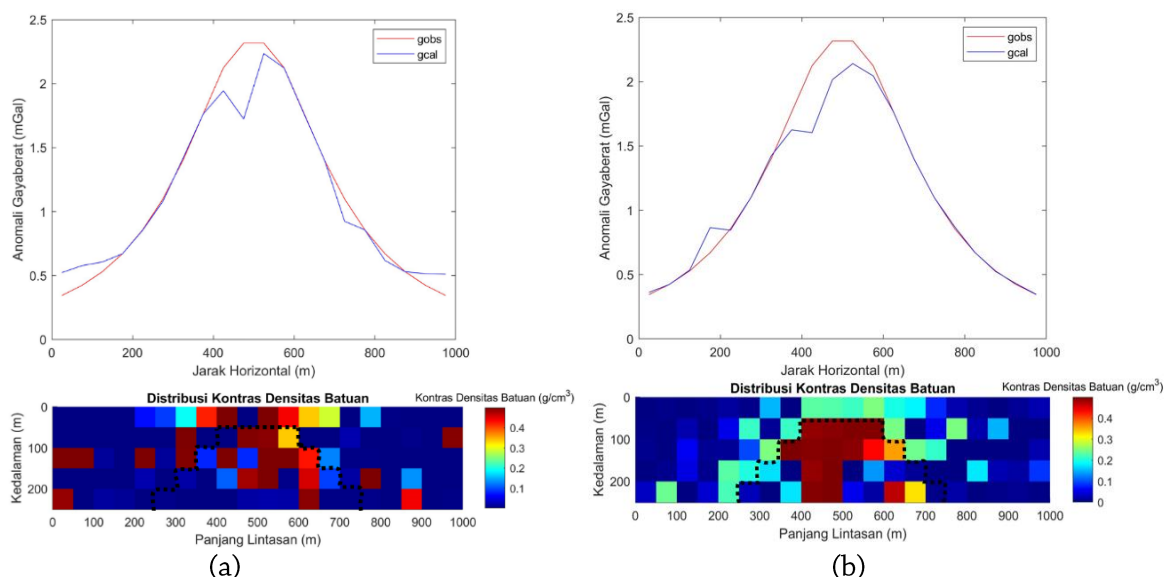 2.5
2
1.5
1
0.5
0
Anomali Gayaberat (mGal)
gobs
gcal
0 200 400 600 800 1000
Jarak Horizontal (m)
Distribusi Kontras Densitas Batuan
Kontras Densitas Batuan (g/cm³)
0
100
200
Kedalaman (m)
0.4
0.3
0.2
0.1
0 100 200 300 400 500 600 700 800 900 1000
Panjang Lintasan (m)
(a)
2.5
2
1.5
1
0.5
0
Anomali Gayaberat (mGal)
gobs
gcal
0 200 400 600 800 1000
Jarak Horizontal (m)
Distribusi Kontras Densitas Batuan
Kontras Densitas Batuan (g/cm³)
0
100
200
Kedalaman (m)
0.4
0.3
0.2
0.1
0
0 100 200 300 400 500 600 700 800 900 1000
Panjang Lintasan (m)
(b)